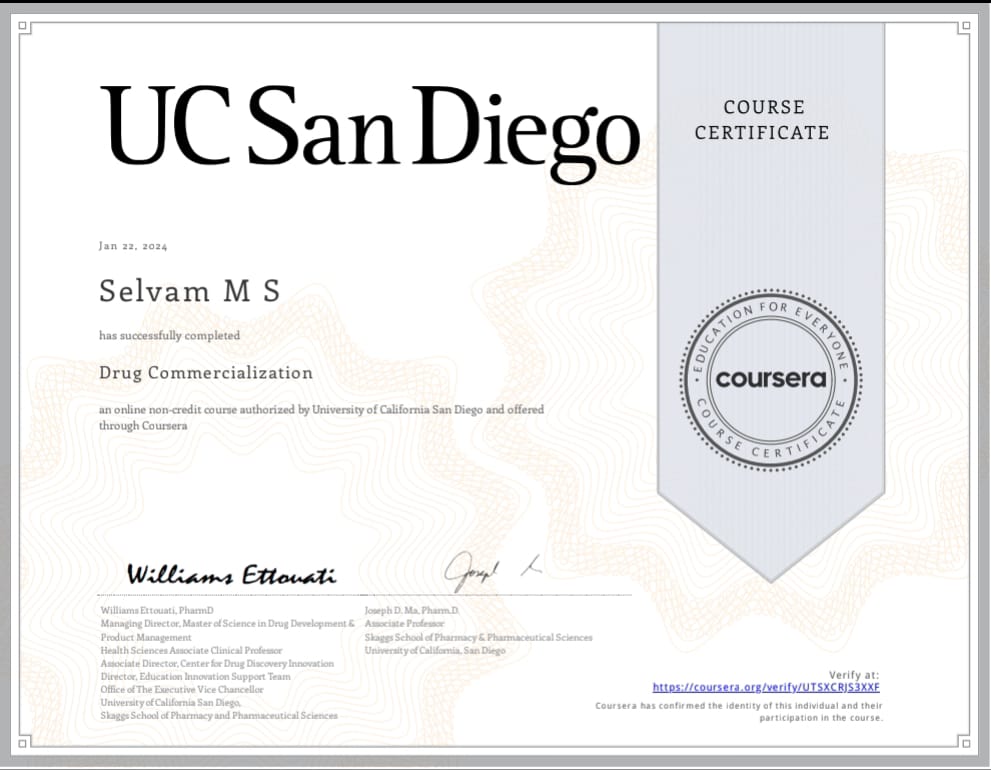 UC San Diego
COURSE
CERTIFICATE
Jan 22, 2024
Selvam M S
has successfully completed
Drug Commercialization
an online non-credit course authorized by University of California San Diego and offered
through Coursera
EDUCATION FOR EVERYONE
coursera
COURSE CERTIFICATE
Williams Ettouati
Joseph
Williams Ettouati, PharmD
Managing Director, Master of Science in Drug Development &
Product Management
Health Sciences Associate Clinical Professor
Associate Director, Center for Drug Discovery Innovation
Director, Education Innovation Support Team
Office of The Executive Vice Chancellor
University of California San Diego,
Skaggs School of Pharmacy and Pharmaceutical Sciences
Joseph D. Ma, Pharm.D.
Associate Professor
Skaggs School of Pharmacy & Pharmaceutical Sciences
University of California, San Diego
Verify at:
https://coursera.org/verify/UTSXCRJS3XXF
Coursera has confirmed the identity of this individual and their
participation in the course.